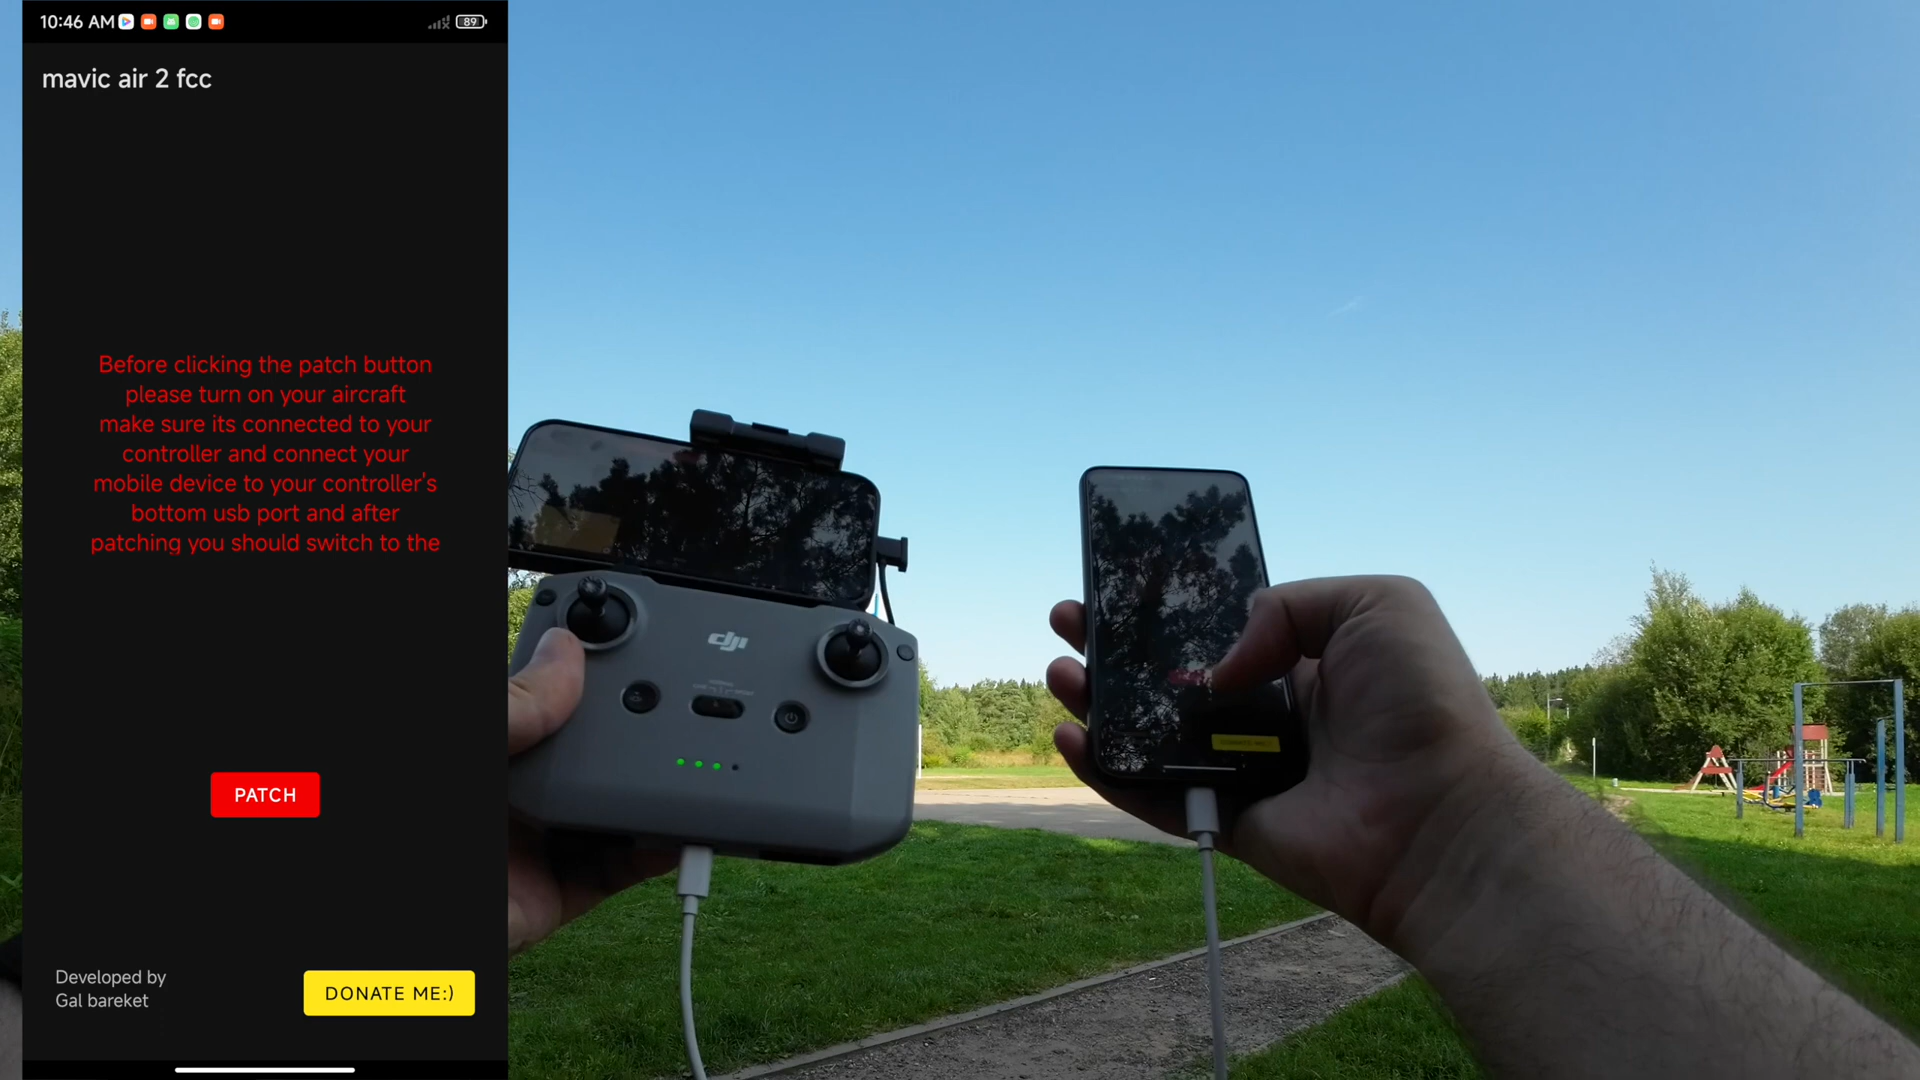 10:46 AM
89
mavic air 2 fcc
Before clicking the patch button
please turn on your aircraft
make sure its connected to your
controller and connect your
mobile device to your controller's
bottom usb port and after
patching you should switch to the
PATCH
Developed by
Gal bareket
DONATE ME:)
dji
DONATE ME:)